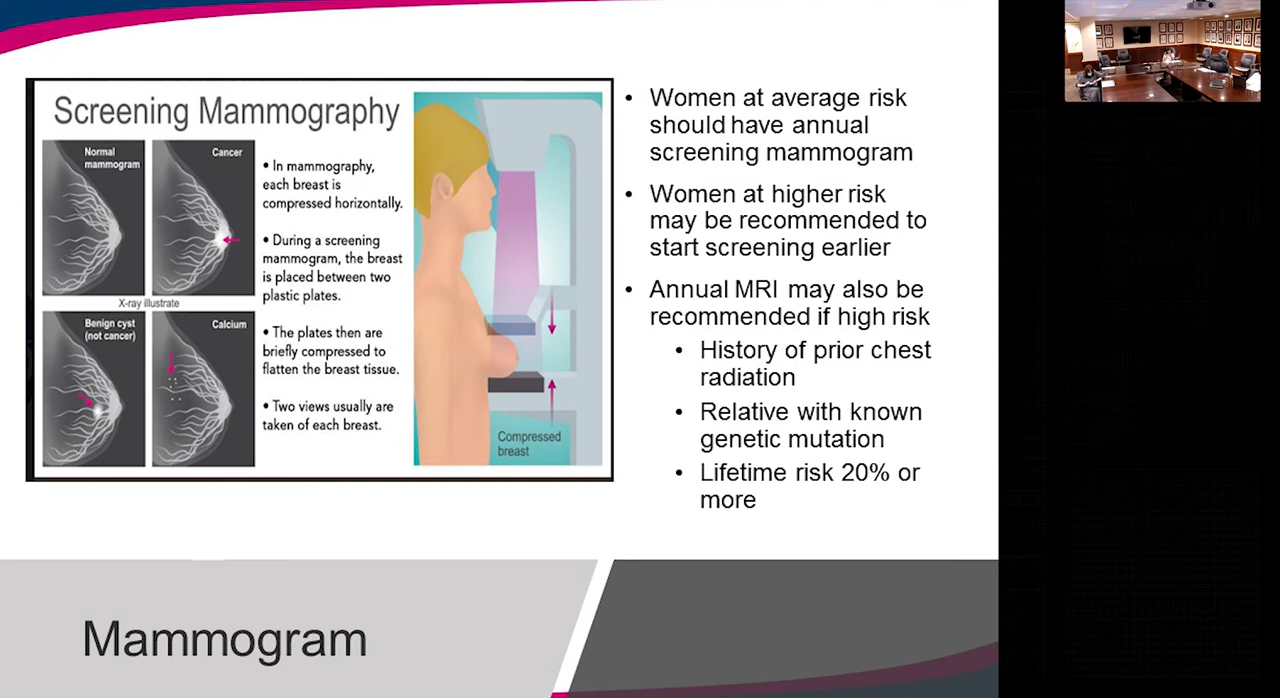 Screening Mammography
Normal
mammogram
Cancer
X-ray illustrate
Benign cyst
(not cancer)
Calcium
• In mammography,
each breast is
compressed horizontally.
• During a screening
mammogram, the breast
is placed between two
plastic plates.
• The plates then are
briefly compressed to
flatten the breast tissue.
• Two views usually are
taken of each breast.
Compressed
breast
• Women at average risk
should have annual
screening mammogram
• Women at higher risk
may be recommended to
start screening earlier
• Annual MRI may also be
recommended if high risk
• History of prior chest
radiation
• Relative with known
genetic mutation
• Lifetime risk 20% or
more
Mammogram